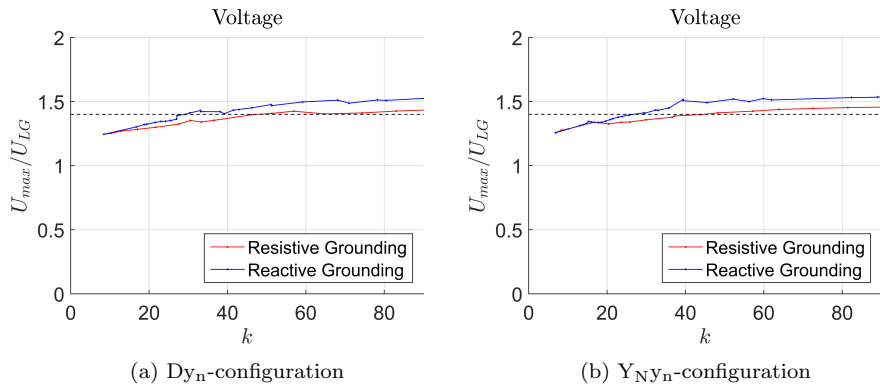 Voltage
2
1.5
1
0.5
0
U_max/U_LG
Resistive Grounding
Reactive Grounding
0 20 40 60 80
k
(a) Dy_n-configuration
Voltage
2
1.5
1
0.5
0
U_max/U_LG
Resistive Grounding
Reactive Grounding
0 20 40 60 80
k
(b) Y_Ny_n-configuration